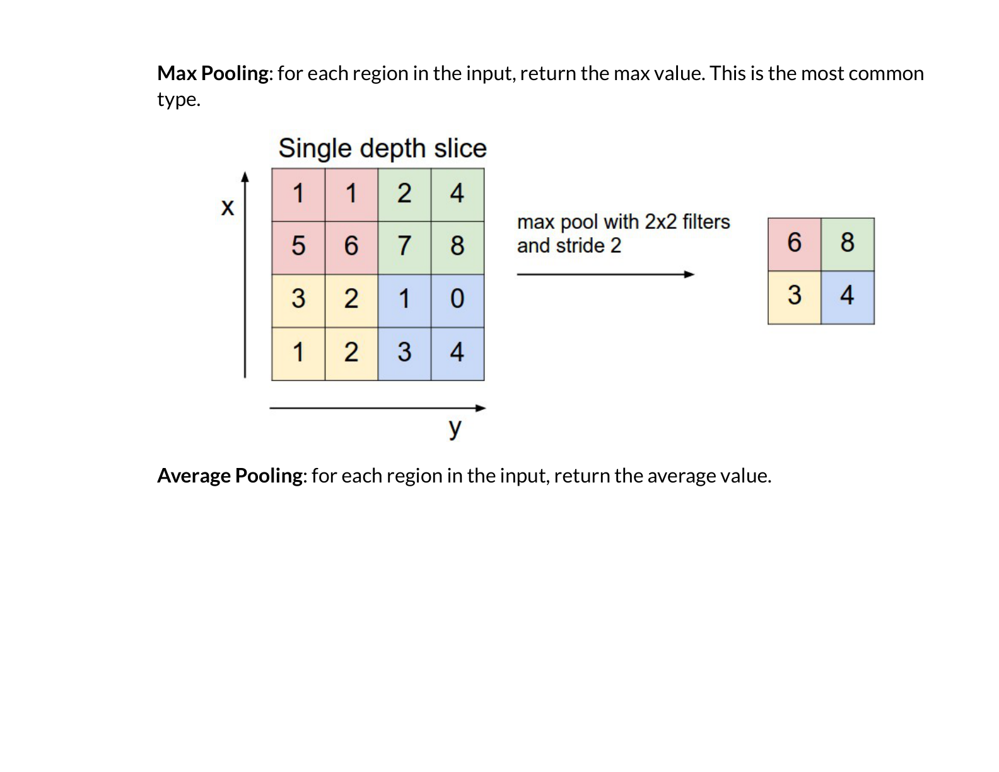 Max Pooling: for each region in the input, return the max value. This is the most common
type.
Single depth slice
x
1 1 2 4
5 6 7 8
3 2 1 0
1 2 3 4
y
max pool with 2x2 filters
and stride 2
6 8
3 4
Average Pooling: for each region in the input, return the average value.